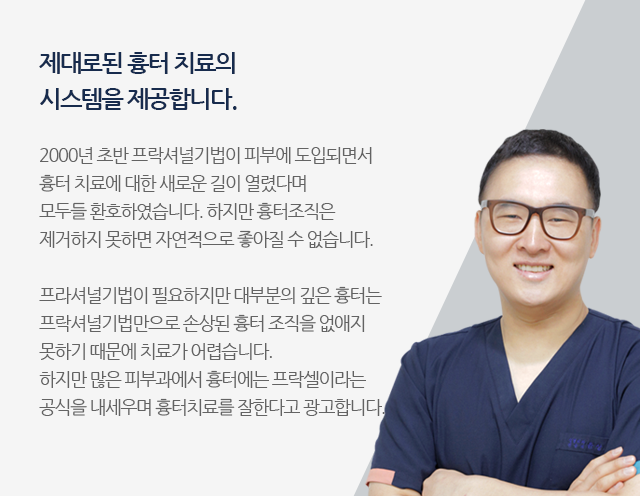 제대로된 흉터 치료의
시스템을 제공합니다.
2000년 초반 프락셔널기법이 피부에 도입되면서
흉터 치료에 대한 새로운 길이 열렸다며
모두들 환호하였습니다. 하지만 흉터조직은
제거하지 못하면 자연적으로 좋아질 수 없습니다.
프라셔널기법이 필요하지만 대부분의 깊은 흉터는
프락셔널기법만으로 손상된 흉터 조직을 없애지
못하기 때문에 치료가 어렵습니다.
하지만 많은 피부과에서 흉터에는 프락셀이라는
공식을 내세우며 흉터치료를 잘한다고 광고합니다.